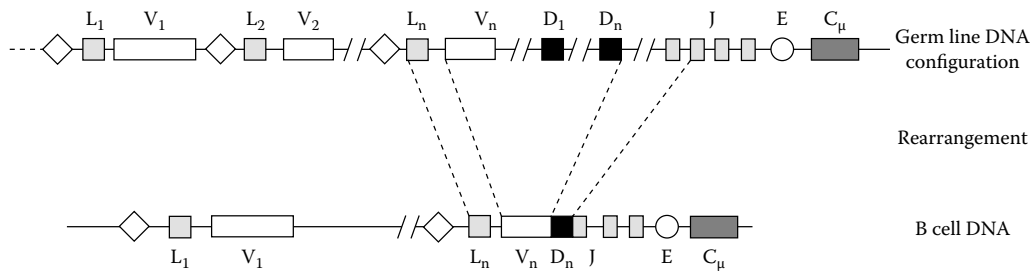 L₁ V₁ L₂ V₂ Lₙ Vₙ D₁ Dₙ J E Cμ
Germ line DNA
configuration
Rearrangement
B cell DNA
L₁ V₁ Lₙ Vₙ Dₙ J E Cμ